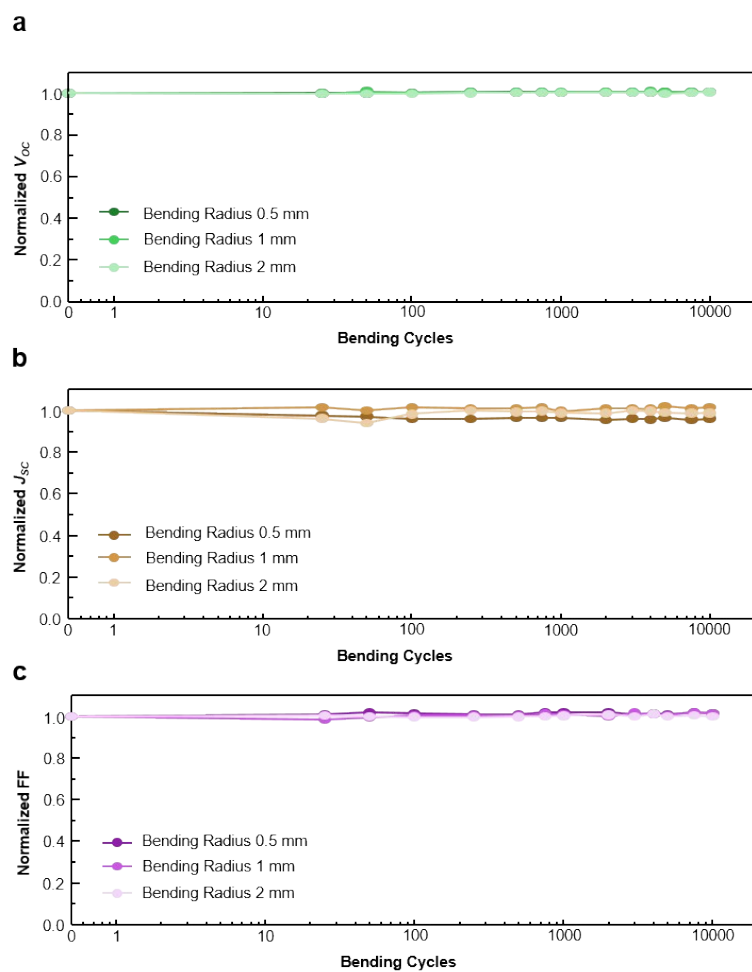 a
Normalized V_OC
1.0
0.8
0.6
0.4
0.2
0.0
Bending Radius 0.5 mm
Bending Radius 1 mm
Bending Radius 2 mm
0 1 10 100 1000 10000
Bending Cycles
b
Normalized J_SC
1.0
0.8
0.6
0.4
0.2
0.0
Bending Radius 0.5 mm
Bending Radius 1 mm
Bending Radius 2 mm
0 1 10 100 1000 10000
Bending Cycles
c
Normalized FF
1.0
0.8
0.6
0.4
0.2
0.0
Bending Radius 0.5 mm
Bending Radius 1 mm
Bending Radius 2 mm
0 1 10 100 1000 10000
Bending Cycles